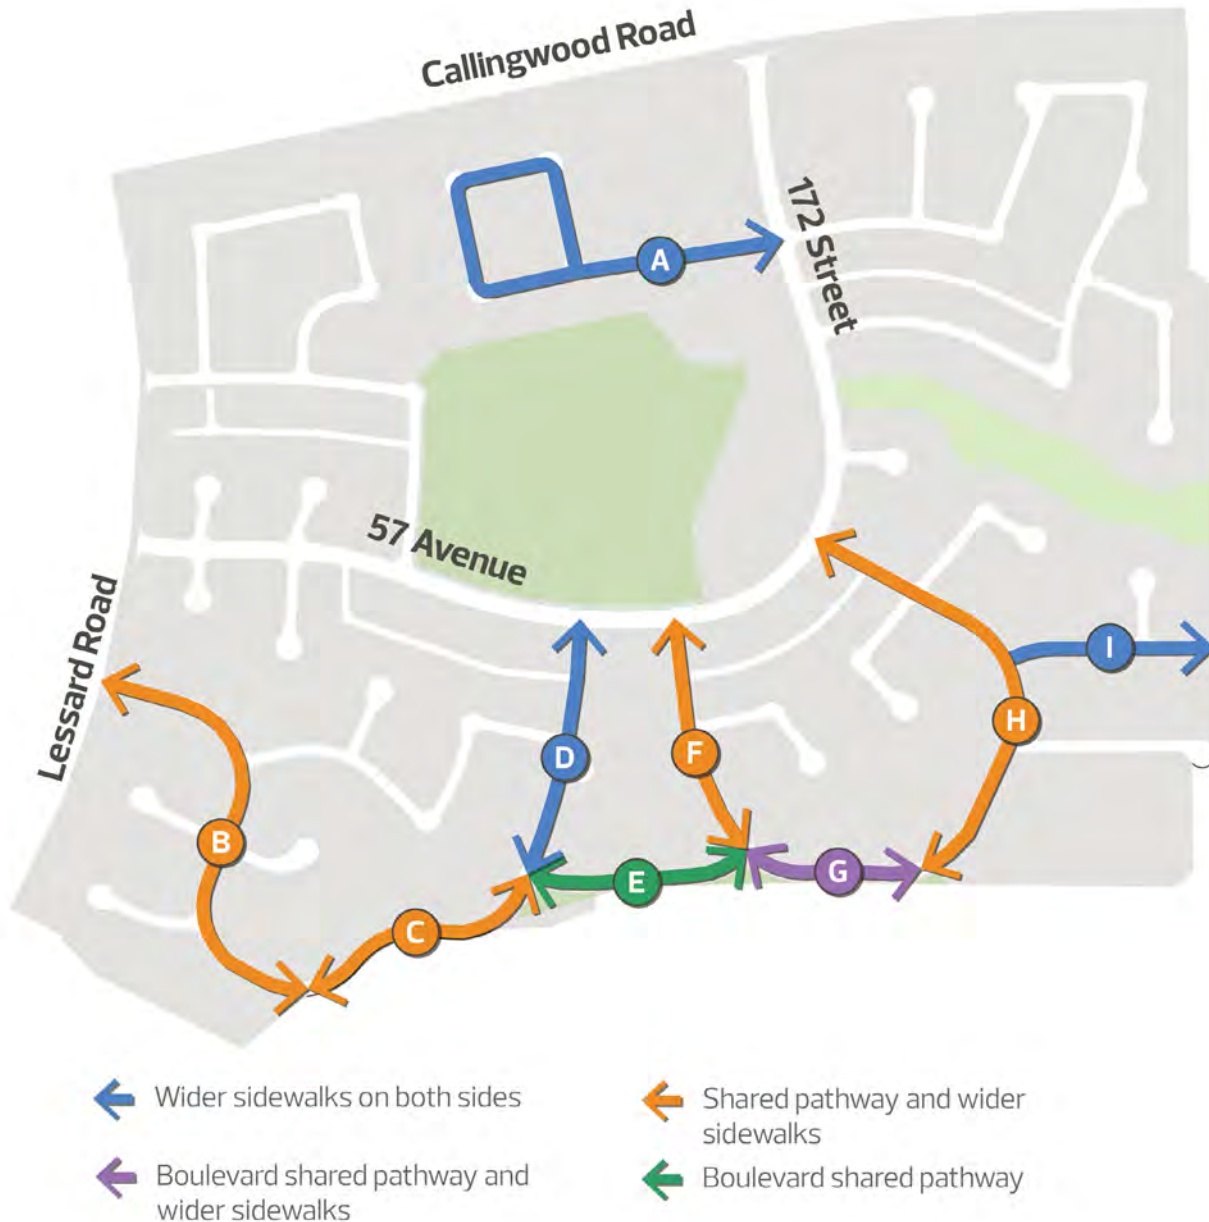 Callingwood Road
172 Street
A
57 Avenue
Lessard Road
I
H
D
F
B
G
E
C
Wider sidewalks on both sides
Shared pathway and wider
sidewalks
Boulevard shared pathway and
wider sidewalks
Boulevard shared pathway